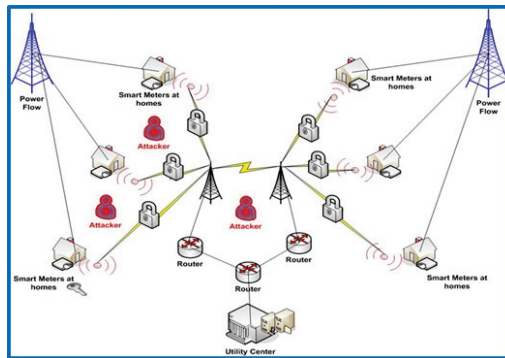 Smart Meters at
homes
Smart Meters at
homes
Power
Flow
Power
Flow
Attacker
Attacker
Attacker
Smart Meters at
homes
Router
Router
Router
Smart Meters at
homes
Utility Center